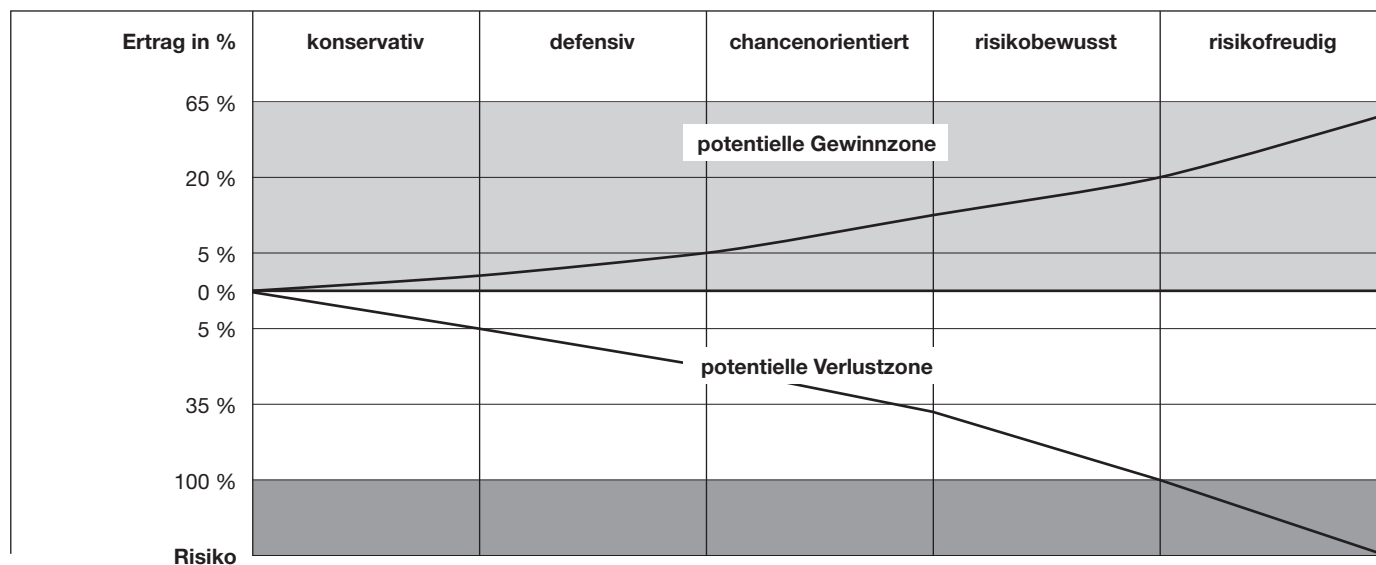 Ertrag in % konservativ defensiv chancenorientiert risikobewusst risikofreudig
65 %
potentielle Gewinnzone
20 %
5 %
0 %
5 %
potentielle Verlustzone
35 %
100 %
Risiko